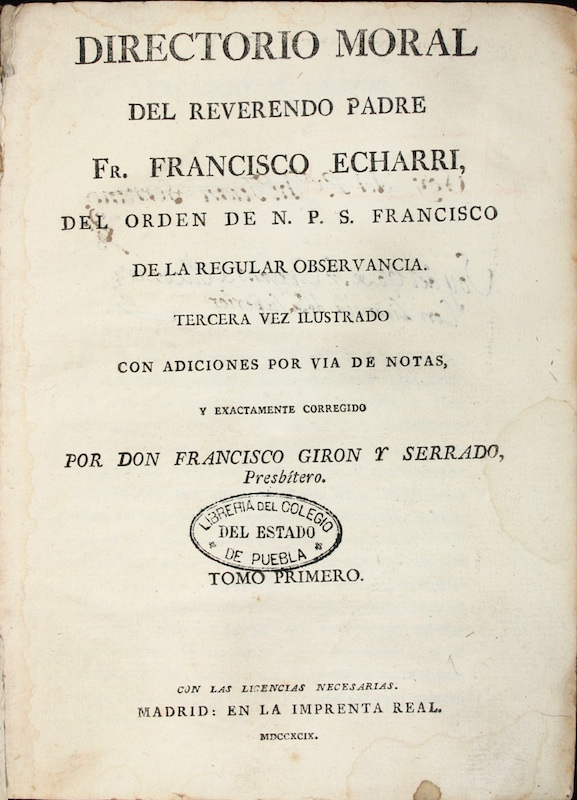 DIRECTORIO MORAL
DEL REVERENDO PADRE
FR. FRANCISCO ECHARRI,
DEL ORDEN DE N. P. S. FRANCISCO
DE LA REGULAR OBSERVANCIA.
TERCERA VEZ ILUSTRADO
CON ADICIONES POR VIA DE NOTAS,
Y EXACTAMENTE CORREGIDO
POR DON FRANCISCO GIRON Y SERRADO,
Presbítero.
LIBRERIA DEL COLEGIO
DEL ESTADO
* DE PUEBLA *
TOMO PRIMERO.
CON LAS LICENCIAS NECESARIAS.
MADRID: EN LA IMPRENTA REAL.
MDCCXCIX.